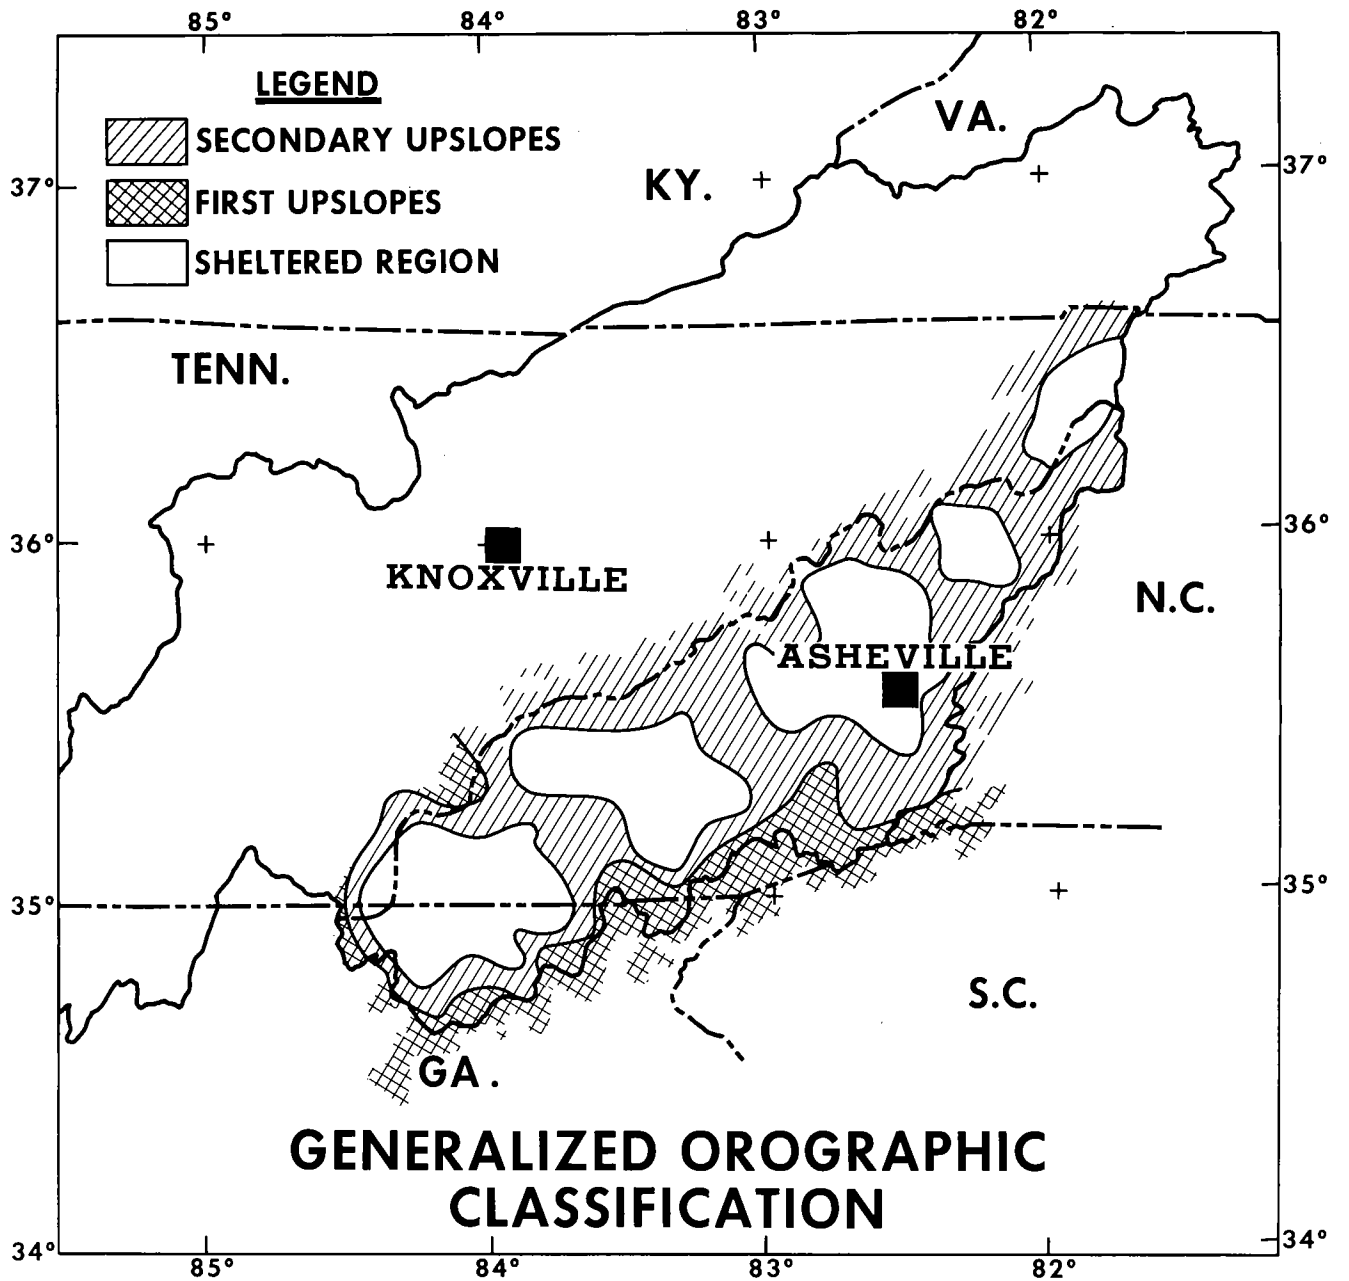 85° 84° 83° 82°
LEGEND
SECONDARY UPSLOPES
FIRST UPSLOPES
SHELTERED REGION
VA.
KY.
37° 37°
TENN.
36° 36°
KNOXVILLE
N.C.
ASHEVILLE
35° 35°
S.C.
GA.
GENERALIZED OROGRAPHIC
CLASSIFICATION
34° 34°
85° 84° 83° 82°